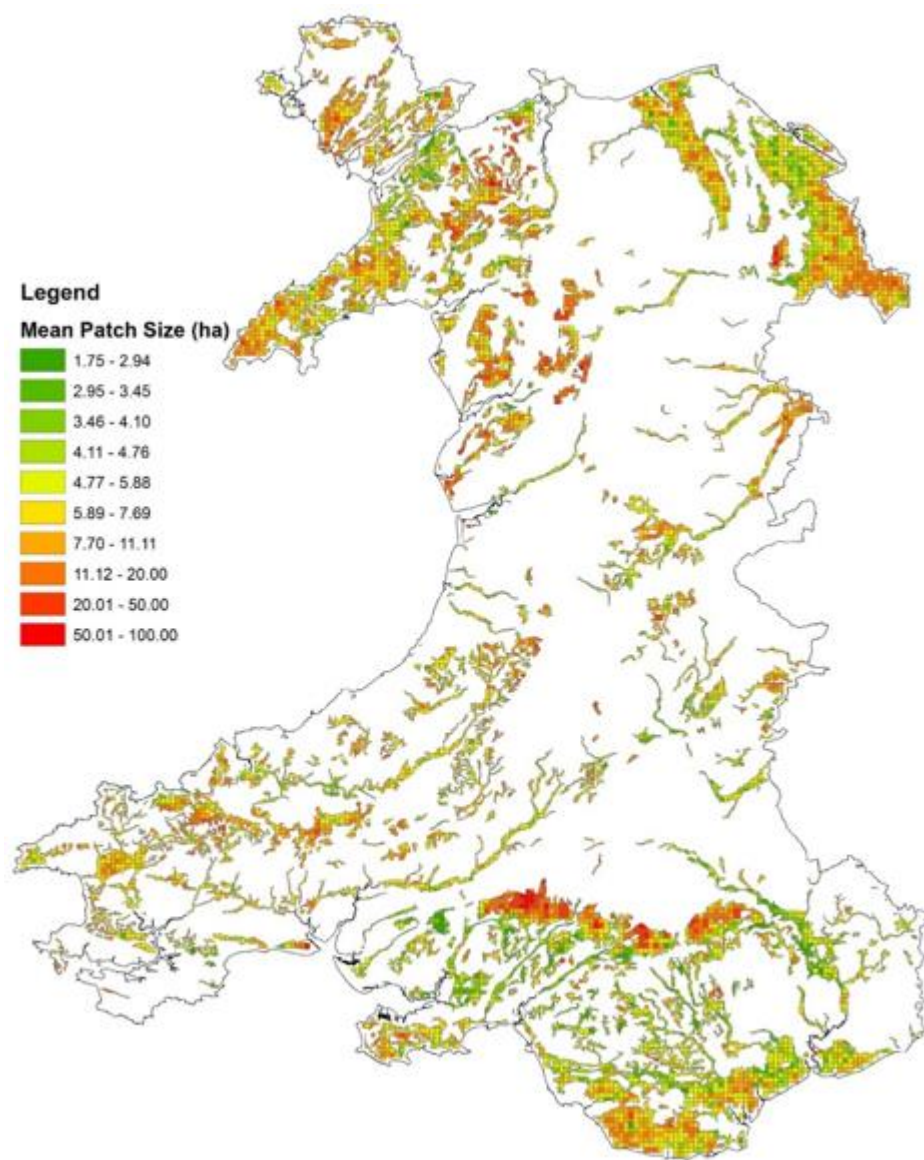 Legend
Mean Patch Size (ha)
1.75 - 2.94
2.95 - 3.45
3.46 - 4.10
4.11 - 4.76
4.77 - 5.88
5.89 - 7.69
7.70 - 11.11
11.12 - 20.00
20.01 - 50.00
50.01 - 100.00